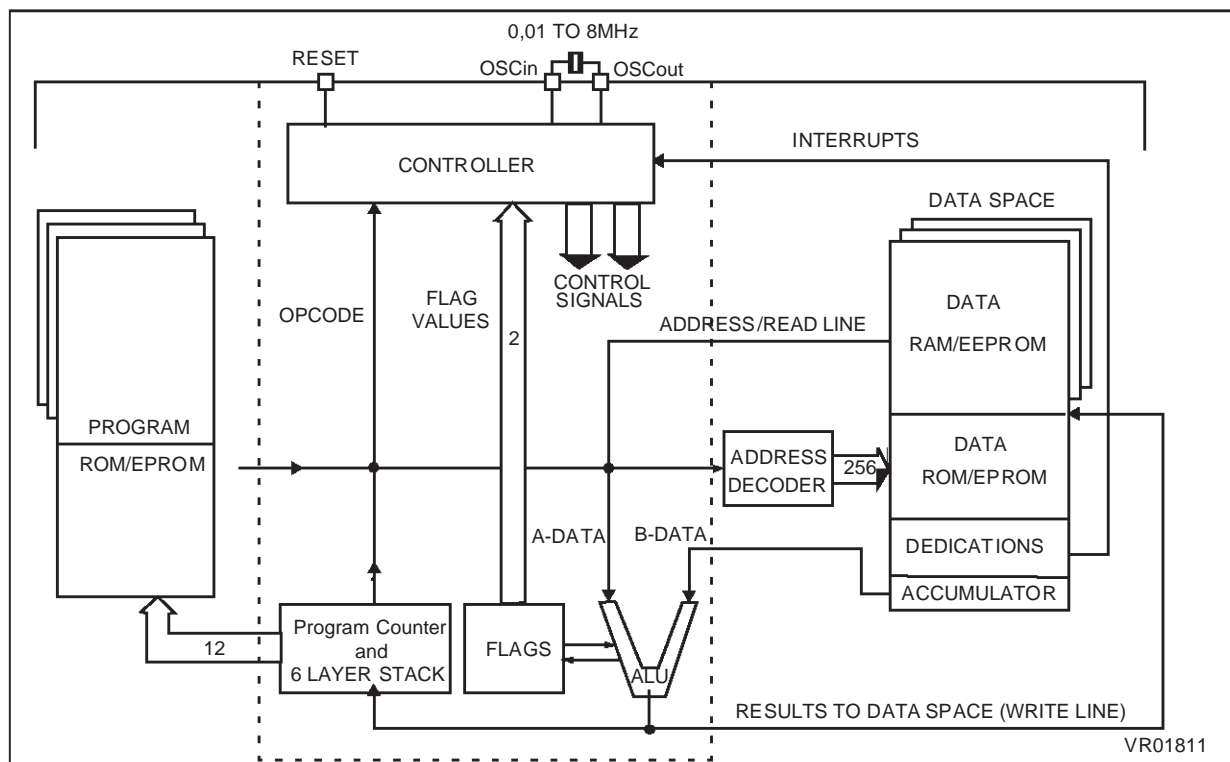 0,01 TO 8MHz
RESET
OSCin
OSCout
INTERRUPTS
CONTROLLER
DATA SPACE
CONTROL
SIGNALS
OPCODE
FLAG
VALUES
2
ADDRESS/READ LINE
DATA
RAM/EEPROM
PROGRAM
ROM/EPROM
ADDRESS
DECODER
256
DATA
ROM/EPROM
A-DATA
B-DATA
DEDICATIONS
ACCUMULATOR
12
Program Counter
and
6 LAYER STACK
FLAGS
ALU
RESULTS TO DATA SPACE (WRITE LINE)
VR01811